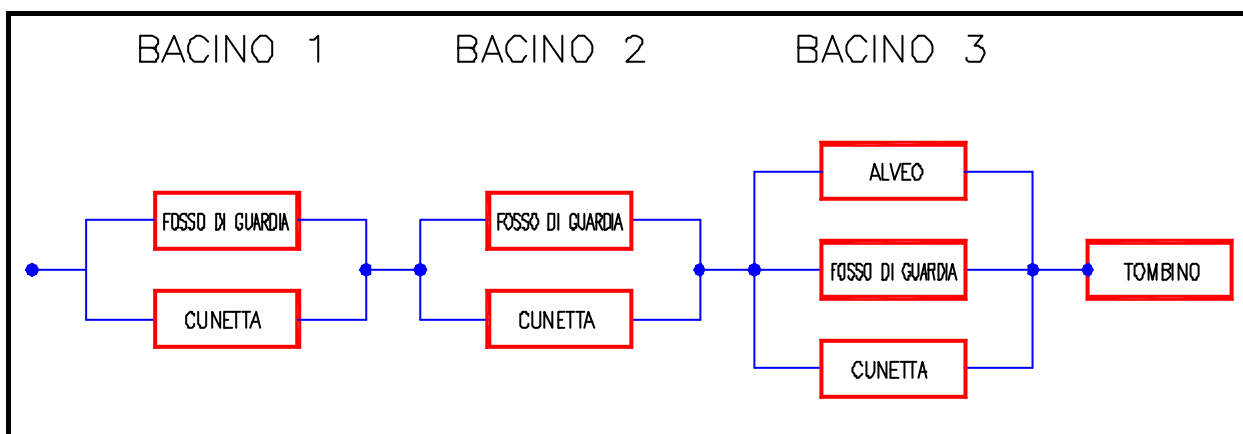 BACINO 1
BACINO 2
BACINO 3
ALVEO
FOSSO DI GUARDIA
FOSSO DI GUARDIA
FOSSO DI GUARDIA
TOMBINO
CUNETTA
CUNETTA
CUNETTA